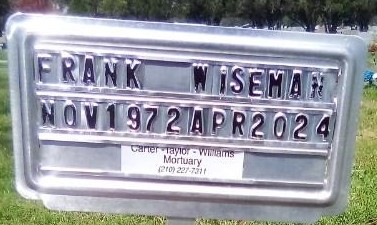 FRANK WISEMAN
NOV1972APR2024
Carter - Taylor - Williams
Mortuary
(210) 227-7311